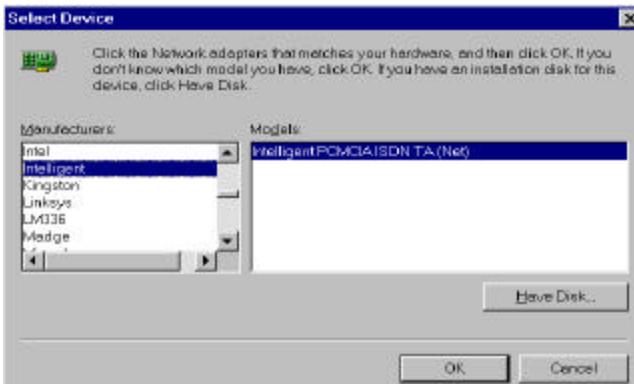 Select Device
Click the Network adapters that matches your hardware, and then click OK. If you
don't know which model you have, click OK. If you have an installation disk for this
device, click Have Disk.
Manufacturers:
Models:
Intel
Intelligent
Kingston
Linksys
LM336
Madge
Intelligent PCMCIA ISDN TA (Net)
Have Disk...
OK
Cancel